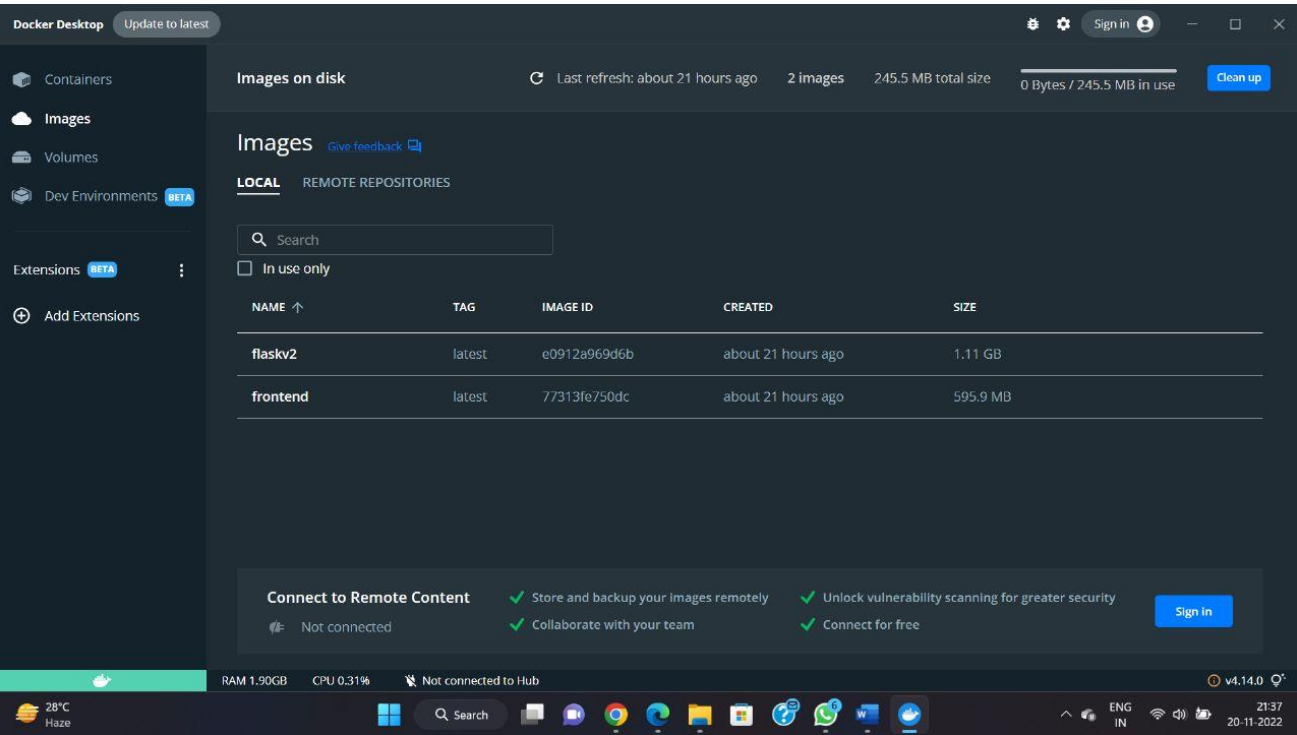 Docker Desktop Update to latest Sign in
Containers
Images
Volumes
Dev Environments BETA
Extensions BETA
Add Extensions
Images on disk Last refresh: about 21 hours ago 2 images 245.5 MB total size 0 Bytes / 245.5 MB in use Clean up
Images Give feedback
LOCAL REMOTE REPOSITORIES
Search
In use only
NAME TAG IMAGE ID CREATED SIZE
flaskv2 latest e0912a969d6b about 21 hours ago 1.11 GB
frontend latest 77313fe750dc about 21 hours ago 595.9 MB
Connect to Remote Content Store and backup your images remotely Unlock vulnerability scanning for greater security Sign in
Not connected Collaborate with your team Connect for free
RAM 1.90GB CPU 0.31% Not connected to Hub v4.14.0
28°C
Haze
Search
6
ENG
IN
21:37
20-11-2022